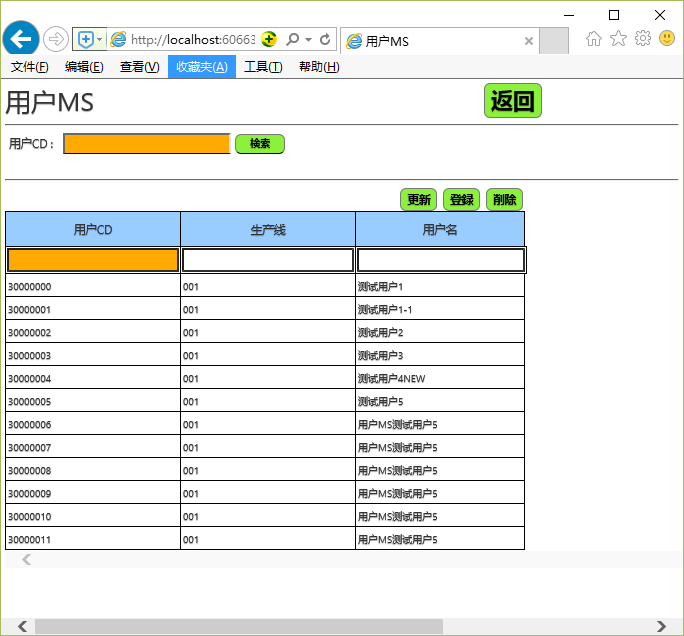 http://localhost:60663
用户MS
文件(F) 编辑(E) 查看(V) 收藏夹(A) 工具(T) 帮助(H)
用户MS
返回
用户CD：
検索
更新 登録 削除
用户CD 生产线 用户名
30000000 001 测试用户1
30000001 001 测试用户1-1
30000002 001 测试用户2
30000003 001 测试用户3
30000004 001 测试用户4NEW
30000005 001 测试用户5
30000006 001 用户MS测试用户5
30000007 001 用户MS测试用户5
30000008 001 用户MS测试用户5
30000009 001 用户MS测试用户5
30000010 001 用户MS测试用户5
30000011 001 用户MS测试用户5